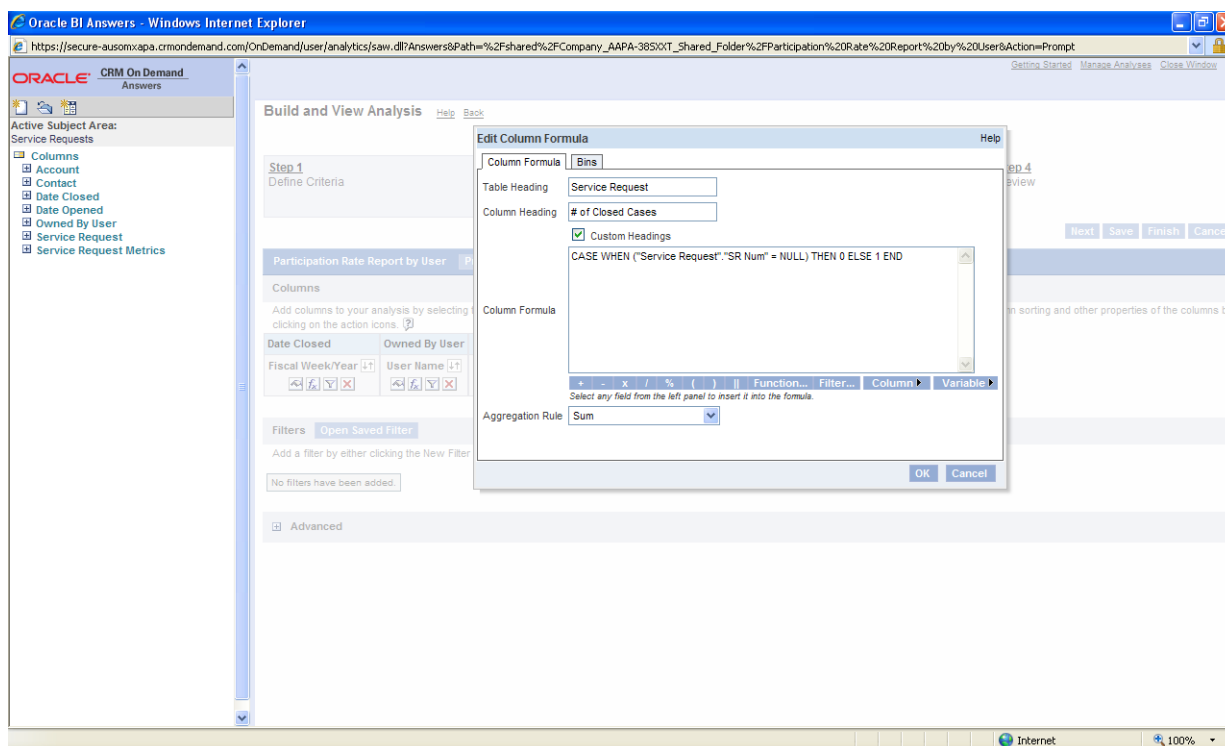 Oracle BI Answers - Windows Internet Explorer
https://secure-ausomxapa.crmondemand.com/OnDemand/user/analytics/saw.dll?Answers&Path=%2Fshared%2FCompany_AAPA-38SXXT_Shared_Folder%2FParticipation%20Rate%20Report%20by%20User&Action=Prompt
ORACLE CRM On Demand
Answers
Getting Started Manage Analyses Close Window
Active Subject Area:
Service Requests
Columns
Account
Contact
Date Closed
Date Opened
Owned By User
Service Request
Service Request Metrics
Build and View Analysis Help Back
Step 1
Define Criteria
ep 4
eview
Next Save Finish Cance
Participation Rate Report by User
Columns
Add columns to your analysis by selecting
n sorting and other properties of the columns b
clicking on the action icons.
Date Closed Owned By User
Fiscal Week/Year User Name
Filters Open Saved Filter
Add a filter by either clicking the New Filter
No filters have been added.
Advanced
Edit Column Formula Help
Column Formula Bins
Table Heading Service Request
Column Heading # of Closed Cases
Custom Headings
Column Formula
CASE WHEN ("Service Request"."SR Num" = NULL) THEN 0 ELSE 1 END
+ - x / % ( ) || Function... Filter... Column Variable
Select any field from the left panel to insert it into the formula.
Aggregation Rule Sum
OK Cancel
Internet 100%